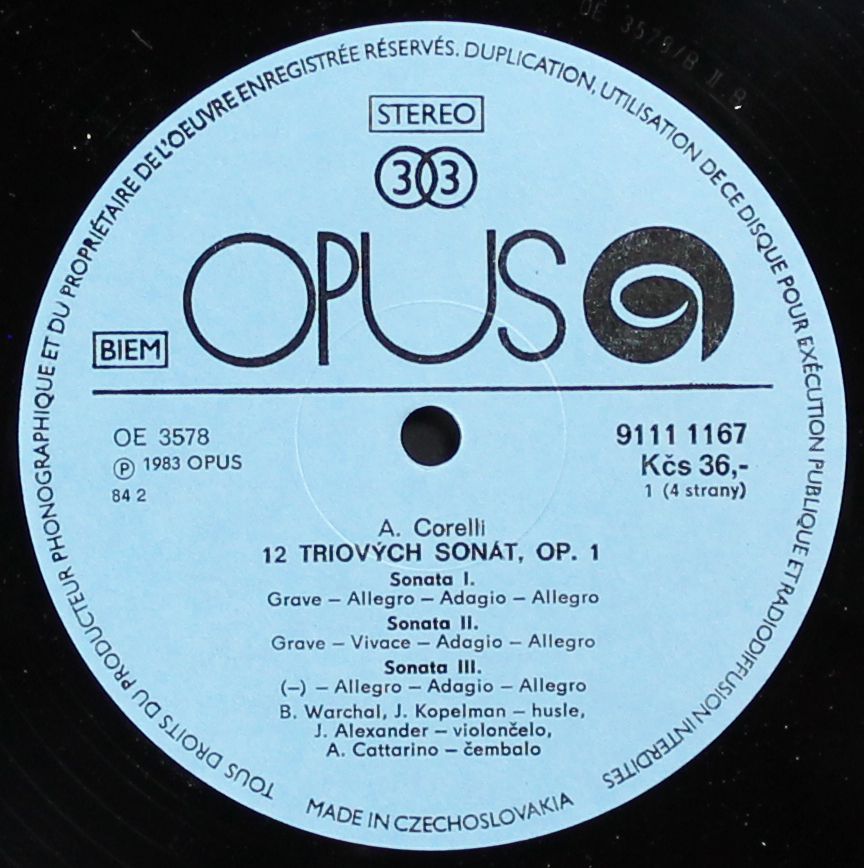 OE 3578/B
TOUS DROITS DU PRODUCTEUR PHONOGRAPHIQUE ET DU PROPRIÉTAIRE DE L'OEUVRE ENREGISTRÉE RÉSERVÉS. DUPLICATION, UTILISATION DE CE DISQUE POUR EXÉCUTION PUBLIQUE ET RADIODIFFUSION INTERDITES
STEREO
33
OPUS
BIEM
OE 3578
Ⓟ 1983 OPUS
84 2
9111 1167
Kčs 36,-
1 (4 strany)
A. Corelli
12 TRIOVÝCH SONÁT, OP. 1
Sonata I.
Grave – Allegro – Adagio – Allegro
Sonata II.
Grave – Vivace – Adagio – Allegro
Sonata III.
(–) – Allegro – Adagio – Allegro
B. Warchal, J. Kopelman – husle,
J. Alexander – violončelo,
A. Cattarino – čembalo
MADE IN CZECHOSLOVAKIA